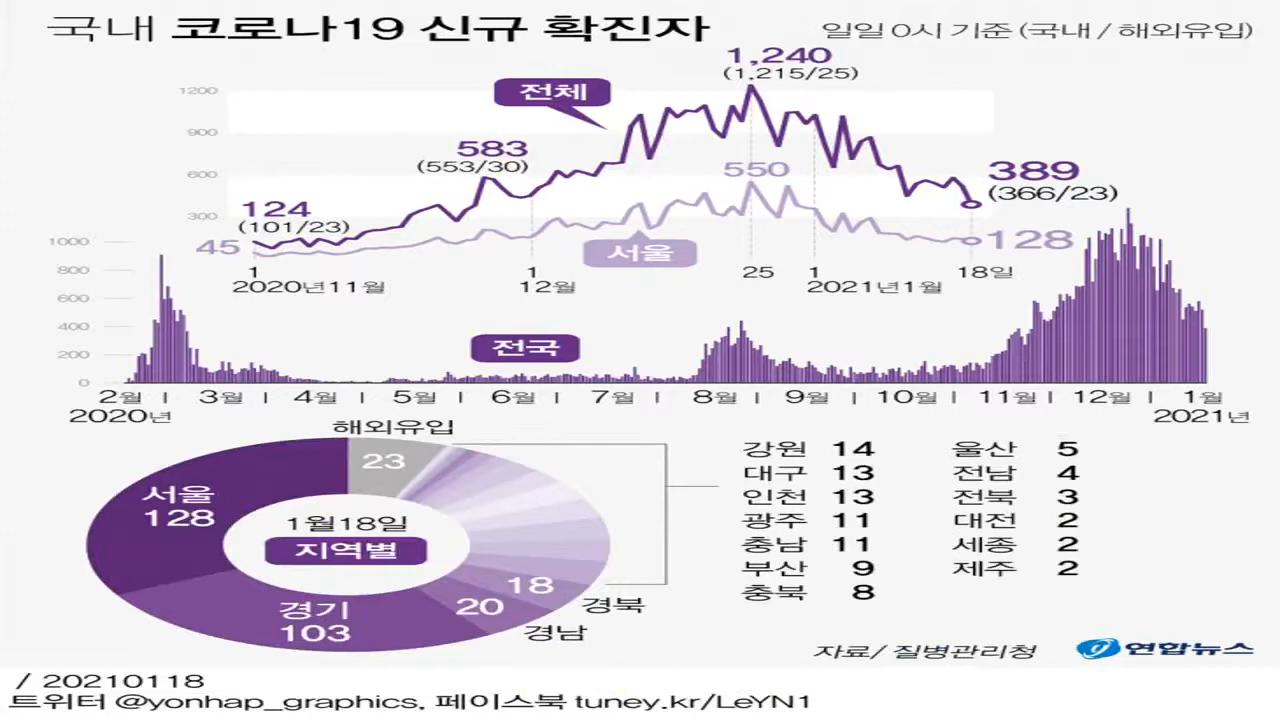 국내 코로나19 신규 확진자
일일 0시 기준 (국내 / 해외유입)
1,240
(1,215/25)
전체
1200
900
600
300
583
(553/30)
550
389
(366/23)
124
(101/23)
45
서울
128
1
2020년 11월
1
12월
25
1
2021년 1월
18일
1000
800
600
400
200
0
전국
2월 3월 4월 5월 6월 7월 8월 9월 10월 11월 12월 1월
2020년
2021년
해외유입
23
서울
128
1월18일
지역별
경기
103
20
경남
18
경북
강원 14
대구 13
인천 13
광주 11
충남 11
부산 9
충북 8
울산 5
전남 4
전북 3
대전 2
세종 2
제주 2
자료/ 질병관리청
연합뉴스
/ 20210118
트위터 @yonhap_graphics, 페이스북 tuney.kr/LeYN1